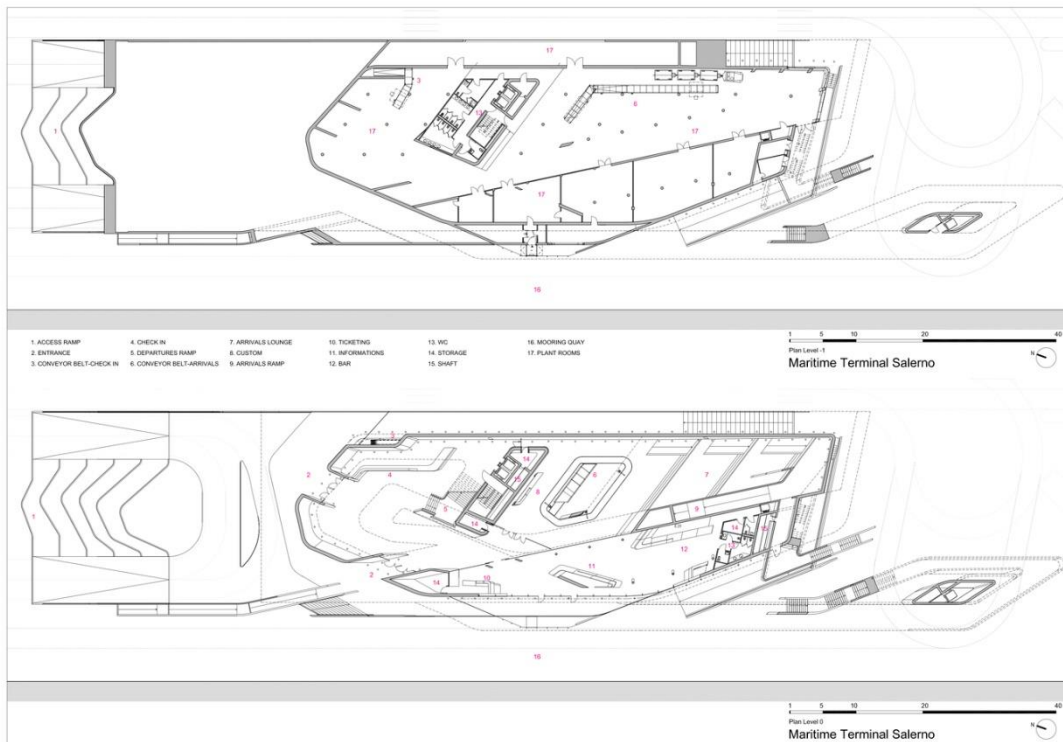 17
3
6
13
17
17
1
17
16
1. ACCESS RAMP
2. ENTRANCE
3. CONVEYOR BELT-CHECK IN
4. CHECK IN
5. DEPARTURES RAMP
6. CONVEYOR BELT-ARRIVALS
7. ARRIVALS LOUNGE
8. CUSTOM
9. ARRIVALS RAMP
10. TICKETING
11. INFORMATIONS
12. BAR
13. WC
14. STORAGE
15. SHAFT
16. MOORING QUAY
17. PLANT ROOMS
1 5 10 20 40
Plan Level -1
Maritime Terminal Salerno
N
2
4
14
6
7
8
15
1
5
14
9
14
15
12
13
11
2
14
10
16
1 5 10 20 40
Plan Level 0
Maritime Terminal Salerno
N